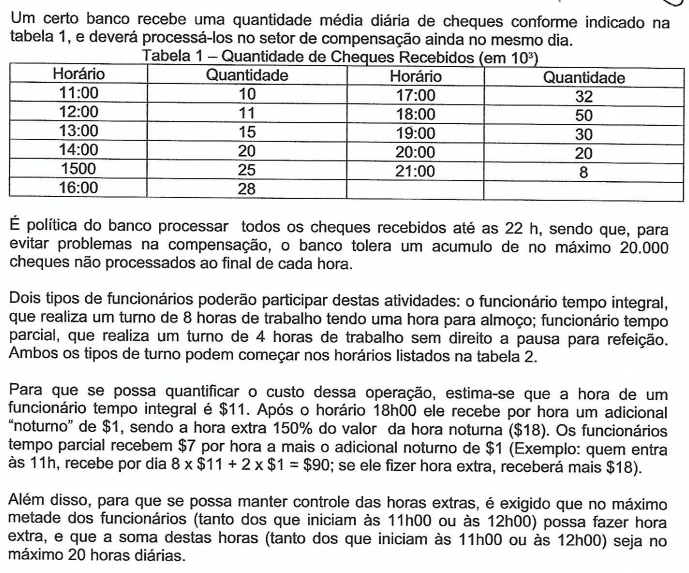 Um certo banco recebe uma quantidade média diária de cheques conforme indicado na
tabela 1, e deverá processá-los no setor de compensação ainda no mesmo dia.
Tabela 1 – Quantidade de Cheques Recebidos (em 10³)
Horário Quantidade Horário Quantidade
11:00 10 17:00 32
12:00 11 18:00 50
13:00 15 19:00 30
14:00 20 20:00 20
1500 25 21:00 8
16:00 28
É política do banco processar todos os cheques recebidos até as 22 h, sendo que, para
evitar problemas na compensação, o banco tolera um acumulo de no máximo 20.000
cheques não processados ao final de cada hora.
Dois tipos de funcionários poderão participar destas atividades: o funcionário tempo integral,
que realiza um turno de 8 horas de trabalho tendo uma hora para almoço; funcionário tempo
parcial, que realiza um turno de 4 horas de trabalho sem direito a pausa para refeição.
Ambos os tipos de turno podem começar nos horários listados na tabela 2.
Para que se possa quantificar o custo dessa operação, estima-se que a hora de um
funcionário tempo integral é $11. Após o horário 18h00 ele recebe por hora um adicional
“noturno” de $1, sendo a hora extra 150% do valor da hora noturna ($18). Os funcionários
tempo parcial recebem $7 por hora a mais o adicional noturno de $1 (Exemplo: quem entra
às 11h, recebe por dia 8 x $11 + 2 x $1 = $90; se ele fizer hora extra, receberá mais $18).
Além disso, para que se possa manter controle das horas extras, é exigido que no máximo
metade dos funcionários (tanto dos que iniciam às 11h00 ou às 12h00) possa fazer hora
extra, e que a soma destas horas (tanto dos que iniciam às 11h00 ou às 12h00) seja no
máximo 20 horas diárias.